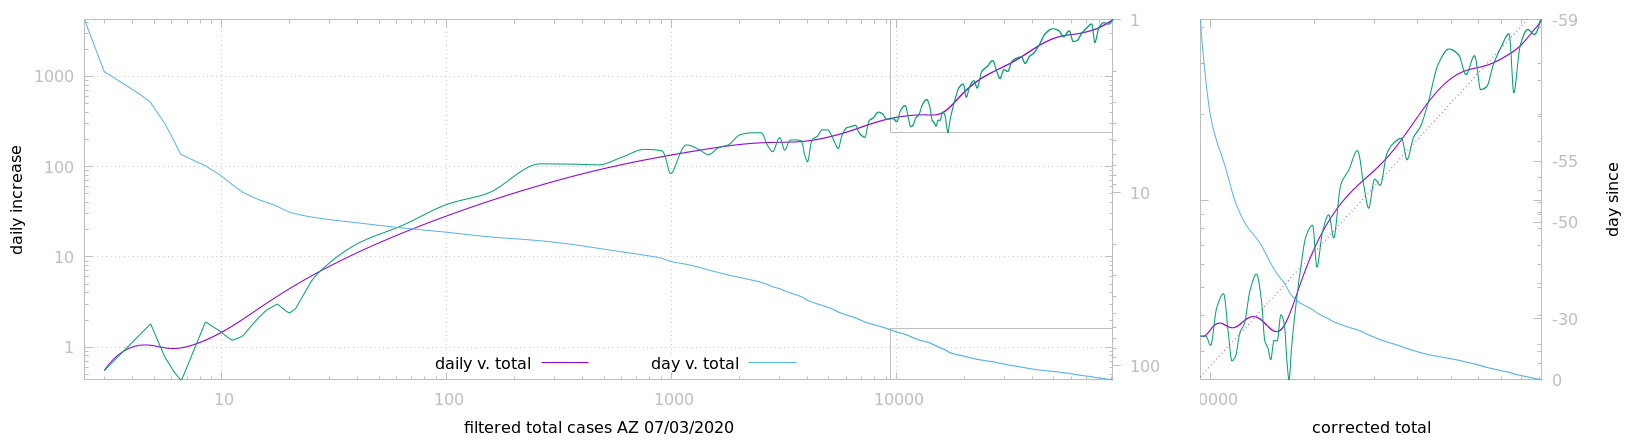 1000
100
10
1
daily increase
10
100
1000
10000
filtered total cases AZ 07/03/2020
daily v. total
day v. total
1
10
100
0000
corrected total
-59
-55
-50
-30
0
day since